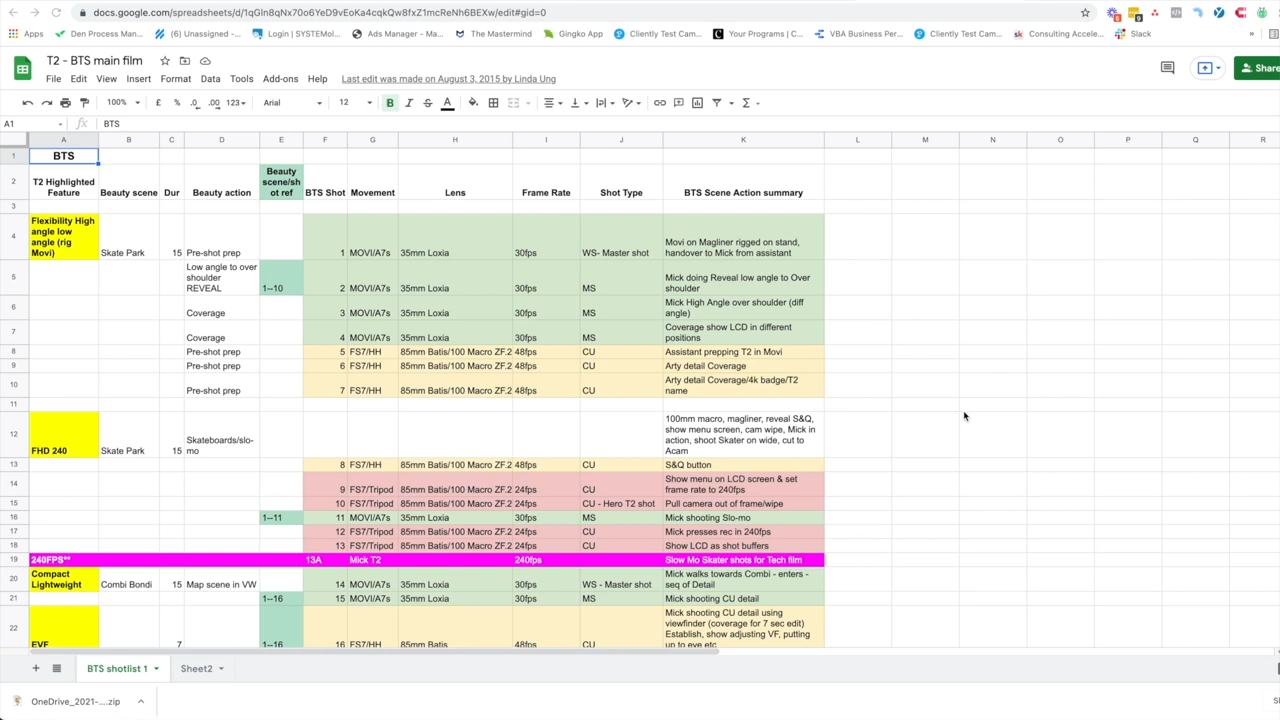 docs.google.com/spreadsheets/d/1qGln8qNx70o6YeD9vEoKa4cqkQw8fxZ1mcReNh6BEXw/edit#gid=0
Apps Den Process Man... (6) Unassigned -... Login | SYSTEMol... Ads Manager - Ma... The Mastermind Gingko App Cliently Test Cam... Your Programs | C... VBA Business Per... Cliently Test Cam... Consulting Accele... Slack
T2 - BTS main film
File Edit View Insert Format Data Tools Add-ons Help Last edit was made on August 3, 2015 by Linda Ung
Share
100% £ % .0 .00 123 Arial 12 B I S A
A1 fx BTS
A B C D E F G H I J K L M N O P Q R
1 BTS
2 T2 Highlighted Feature Beauty scene Dur Beauty action Beauty scene/shot ref BTS Shot Movement Lens Frame Rate Shot Type BTS Scene Action summary
3
4 Flexibility High angle low angle (rig Movi) Skate Park 15 Pre-shot prep 1 MOVI/A7s 35mm Loxia 30fps WS- Master shot Movi on Magliner rigged on stand, handover to Mick from assistant
5 Low angle to over shoulder REVEAL 1--10 2 MOVI/A7s 35mm Loxia 30fps MS Mick doing Reveal low angle to Over shoulder
6 Coverage 3 MOVI/A7s 35mm Loxia 30fps MS Mick High Angle over shoulder (diff angle)
7 Coverage 4 MOVI/A7s 35mm Loxia 30fps MS Coverage show LCD in different positions
8 Pre-shot prep 5 FS7/HH 85mm Batis/100 Macro ZF.2 48fps CU Assistant prepping T2 in Movi
9 Pre-shot prep 6 FS7/HH 85mm Batis/100 Macro ZF.2 48fps CU Arty detail Coverage
10 Pre-shot prep 7 FS7/HH 85mm Batis/100 Macro ZF.2 48fps CU Arty detail Coverage/4k badge/T2 name
11
12 FHD 240 Skate Park 15 Skateboards/slo-mo 100mm macro, magliner, reveal S&Q, show menu screen, cam wipe, Mick in action, shoot Skater on wide, cut to Acam
13 8 FS7/HH 85mm Batis/100 Macro ZF.2 48fps CU S&Q button
14 9 FS7/Tripod 85mm Batis/100 Macro ZF.2 24fps CU Show menu on LCD screen & set frame rate to 240fps
15 10 FS7/Tripod 85mm Batis/100 Macro ZF.2 24fps CU - Hero T2 shot Pull camera out of frame/wipe
16 1--11 11 MOVI/A7s 35mm Loxia 30fps MS Mick shooting Slo-mo
17 12 FS7/Tripod 85mm Batis/100 Macro ZF.2 24fps CU Mick presses rec in 240fps
18 13 FS7/Tripod 85mm Batis/100 Macro ZF.2 24fps CU Show LCD as shot buffers
19 240FPS** 13A Mick T2 240fps Slow Mo Skater shots for Tech film
20 Compact Lightweight Combi Bondi 15 Map scene in VW 14 MOVI/A7s 35mm Loxia 30fps WS - Master shot Mick walks towards Combi - enters - seq of Detail
21 1--16 15 MOVI/A7s 35mm Loxia 30fps MS Mick shooting CU detail
22 EVF 7 1--16 16 FS7/HH 85mm Batis 48fps CU Mick shooting CU detail using viewfinder (coverage for 7 sec edit) Establish, show adjusting VF, putting up to eye etc
BTS shotlist 1 Sheet2
OneDrive_2021-....zip